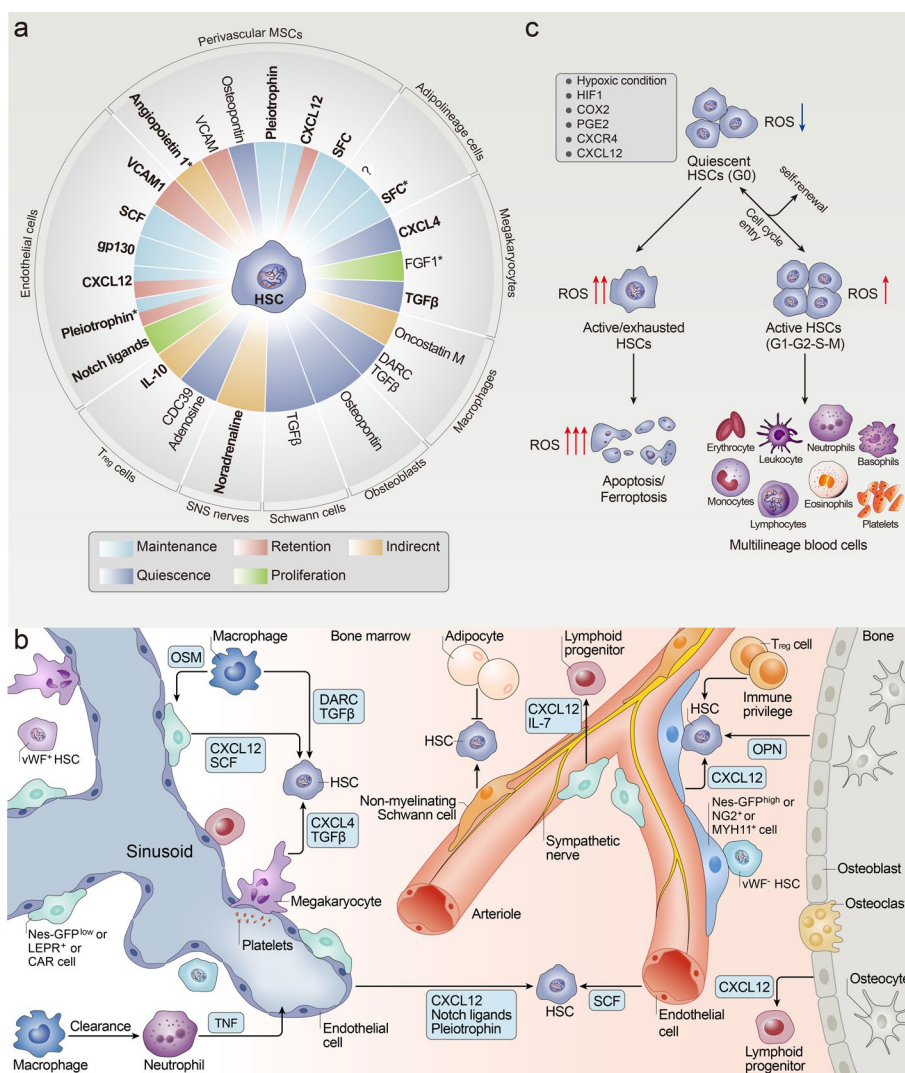 a
Perivascular MSCs
Adipolineage cells
Megakaryocytes
Macrophages
Obsteoblasts
Schwann cells
SNS nerves
Treg cells
Endothelial cells
Angiopoietin 1*
VCAM
Osteopontin
Pleiotrophin
CXCL12
SFC
?
SFC*
CXCL4
FGF1*
TGFβ
Oncostatin M
DARC
TGFβ
Osteopontin
TGFβ
Noradrenaline
CDC39
Adenosine
IL-10
Notch ligands
Pleiotrophin*
CXCL12
gp130
SCF
VCAM1
HSC
Maintenance
Retention
Indirecnt
Quiescence
Proliferation
c
Hypoxic condition
HIF1
COX2
PGE2
CXCR4
CXCL12
ROS
Quiescent
HSCs (G0)
self-renewal
Cell cycle
entry
ROS
Active/exhausted
HSCs
ROS
Active HSCs
(G1-G2-S-M)
ROS
Apoptosis/
Ferroptosis
Erythrocyte
Leukocyte
Neutrophils
Basophils
Monocytes
Lymphocytes
Eosinophils
Platelets
Multilineage blood cells
b
Macrophage
Bone marrow
Adipocyte
Lymphoid
progenitor
Treg cell
Bone
OSM
DARC
TGFβ
CXCL12
IL-7
Immune
privilege
HSC
vWF+ HSC
CXCL12
SCF
HSC
HSC
OPN
CXCL12
CXCL4
TGFβ
Non-myelinating
Schwann cell
Nes-GFPhigh or
NG2+ or
MYH11+ cell
Sinusoid
Sympathetic
nerve
Megakaryocyte
vWF- HSC
Osteoblast
Osteoclast
Arteriole
Platelets
Nes-GFPlow or
LEPR+ or
CAR cell
CXCL12
Notch ligands
Pleiotrophin
HSC
SCF
CXCL12
Osteocyte
Endothelial
cell
Endothelial
cell
Clearance
TNF
Macrophage
Neutrophil
Lymphoid
progenitor